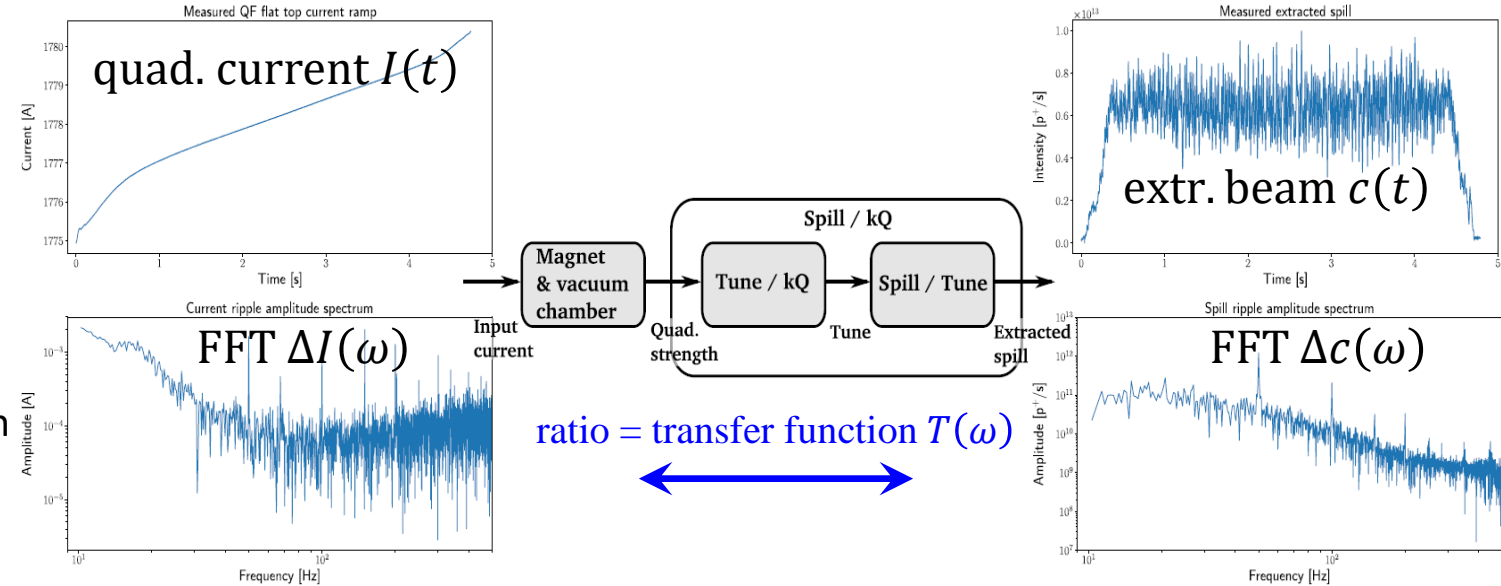 Measured QF flat top current ramp
quad. current I(t)
Current [A]
1780
1779
1778
1777
1776
1775
0 1 2 3 4 5
Time [s]
Current ripple amplitude spectrum
FFT ΔI(ω)
Amplitude [A]
10⁻³
10⁻⁴
10⁻⁵
10¹ 10²
Frequency [Hz]
n
Spill / kQ
Magnet
& vacuum
chamber
Tune / kQ
Spill / Tune
Input
current
Quad.
strength
Tune
Extracted
spill
ratio = transfer function T(ω)
Measured extracted spill
×10¹³
1.0
0.8
0.6
0.4
0.2
0.0
Intensity [p⁺/s]
extr. beam c(t)
0 1 2 3 4 5
Time [s]
Spill ripple amplitude spectrum
FFT Δc(ω)
Amplitude [p⁺/s]
10¹³
10¹²
10¹¹
10¹⁰
10⁹
10⁸
10⁷
10¹ 10²
Frequency [Hz]